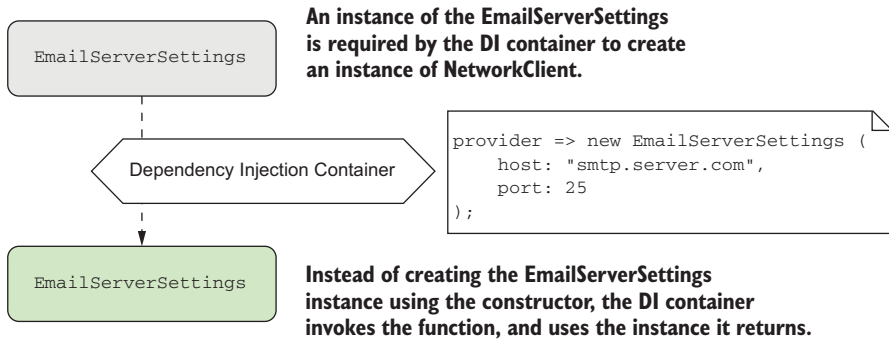 An instance of the EmailServerSettings
is required by the DI container to create
an instance of NetworkClient.
EmailServerSettings
Dependency Injection Container
provider => new EmailServerSettings (
    host: "smtp.server.com",
    port: 25
);
EmailServerSettings
Instead of creating the EmailServerSettings
instance using the constructor, the DI container
invokes the function, and uses the instance it returns.